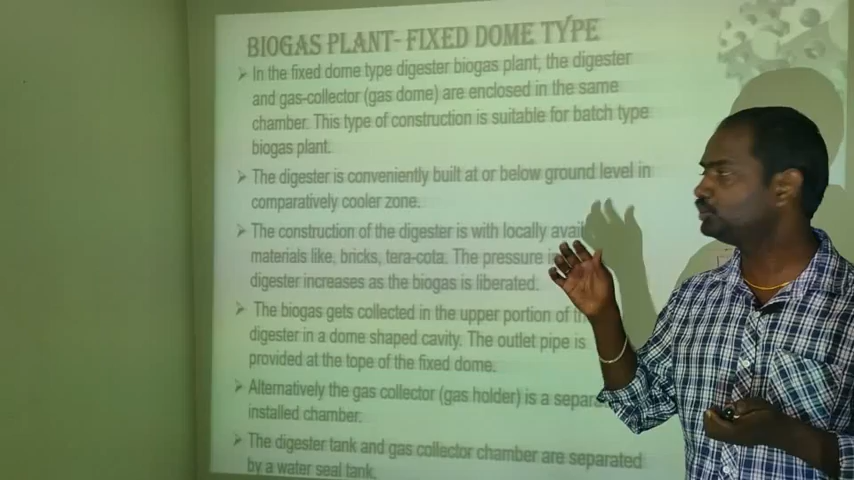 BIOGAS PLANT- FIXED DOME TYPE
➢ In the fixed dome type digester biogas plant, the digester
and gas-collector (gas dome) are enclosed in the same
chamber. This type of construction is suitable for batch type
biogas plant.
➢ The digester is conveniently built at or below ground level in
comparatively cooler zone.
➢ The construction of the digester is with locally
materials like, bricks, tera-cota. The pressure
digester increases as the biogas is liberated.
➢ The biogas gets collected in the upper portion of
digester in a dome shaped cavity. The outlet pipe is
provided at the tope of the fixed dome.
➢ Alternatively the gas collector (gas holder) is a
installed chamber.
➢ The digester tank and gas collector chamber are separated
by a water seal tank.